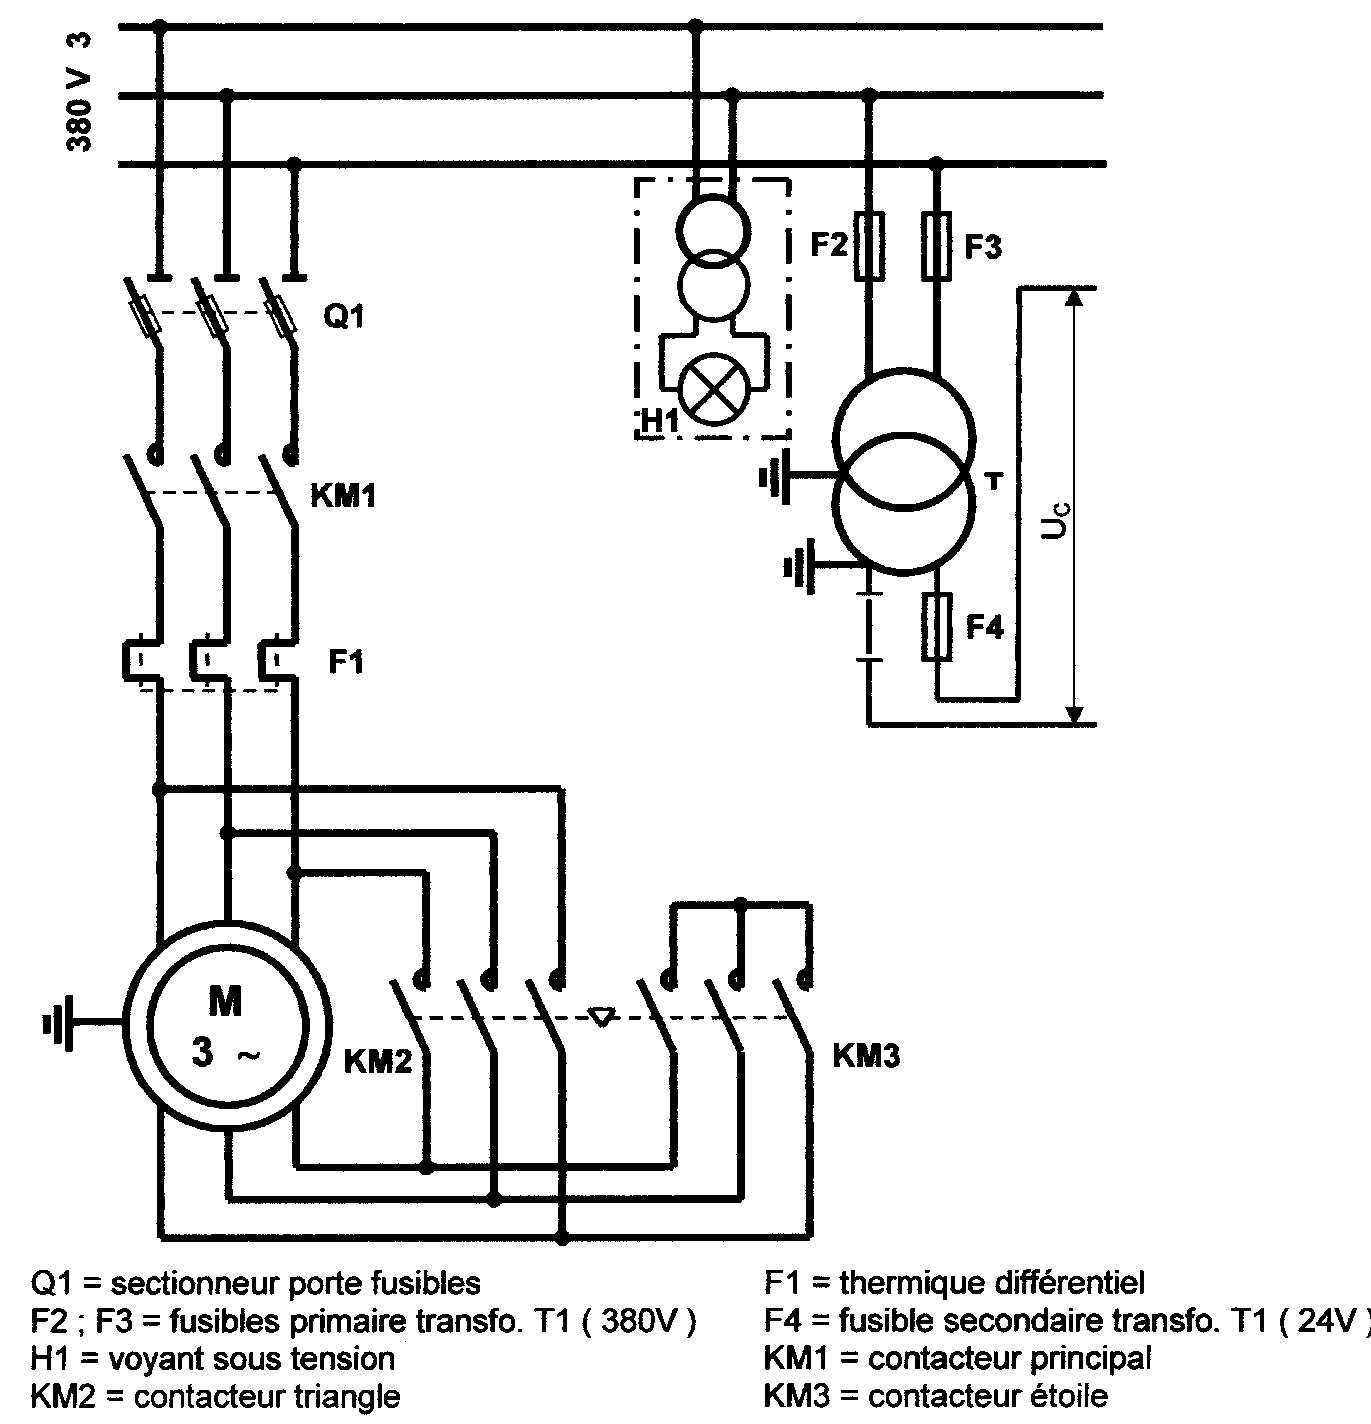 380 V 3
F2
F3
Q1
H1
KM1
T
UC
F4
F1
M
3 ~
KM2
KM3
Q1 = sectionneur porte fusibles
F1 = thermique différentiel
F2 ; F3 = fusibles primaire transfo. T1 ( 380V )
F4 = fusible secondaire transfo. T1 ( 24V )
H1 = voyant sous tension
KM1 = contacteur principal
KM2 = contacteur triangle
KM3 = contacteur étoile